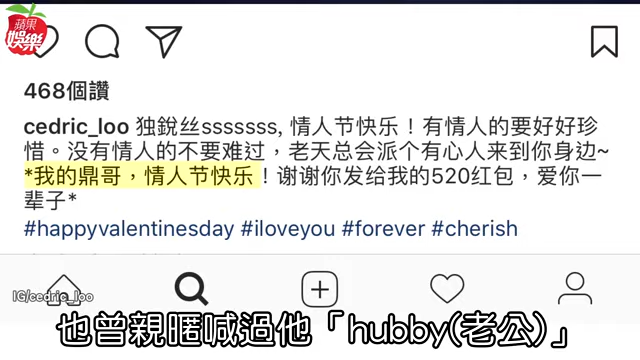 蘋果
娛樂
468個讚
cedric_loo 独銳丝sssssss, 情人节快乐！有情人的要好好珍
惜。没有情人的不要难过，老天总会派个有心人来到你身边~
*我的鼎哥，情人节快乐！谢谢你发给我的520红包，爱你一
辈子*
#happyvalentinesday #iloveyou #forever #cherish
IG/cedric_loo
也曾親暱喊過他「hubby(老公)」